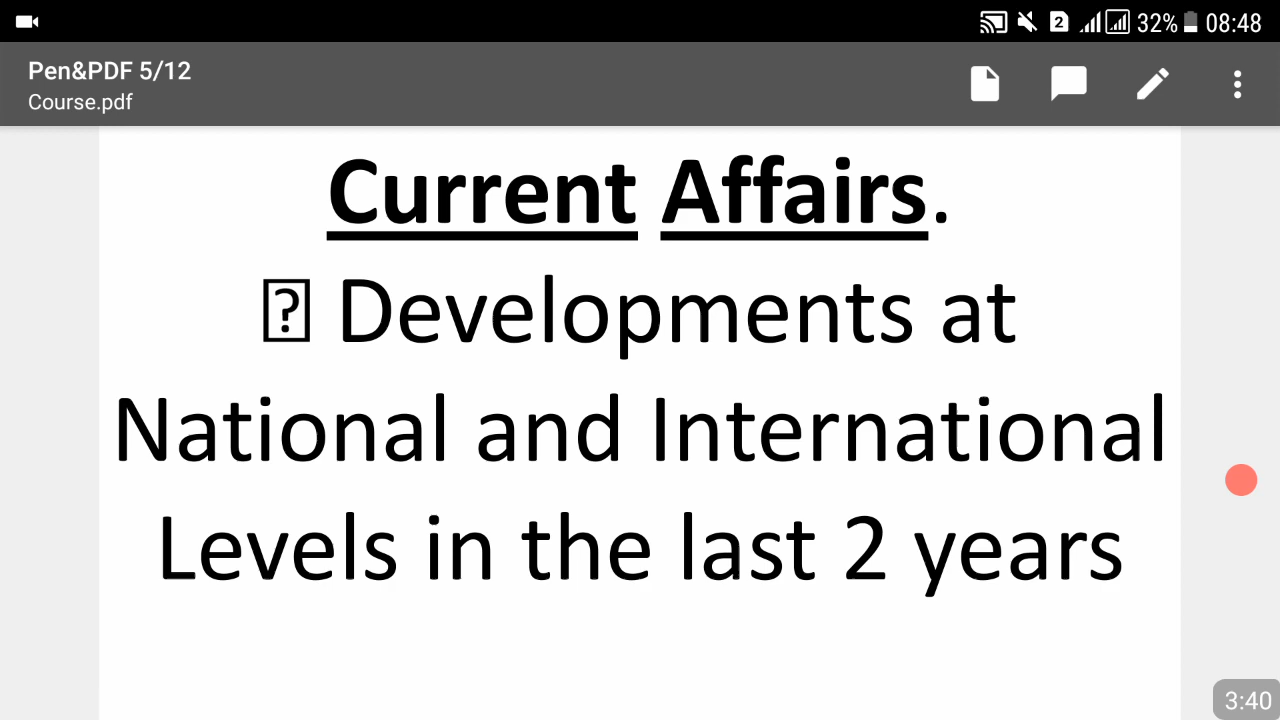 2 32% 08:48
Pen&PDF 5/12
Course.pdf
Current Affairs.
⍰ Developments at
National and International
Levels in the last 2 years
3:40